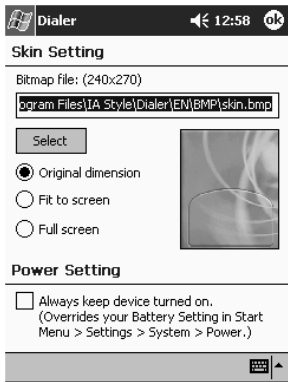 Dialer 12:58 ok
Skin Setting
Bitmap file: (240x270)
ogram Files\IA Style\Dialer\EN\BMP\skin.bmp
Select
Original dimension
Fit to screen
Full screen
Power Setting
Always keep device turned on.
(Overrides your Battery Setting in Start
Menu > Settings > System > Power.)